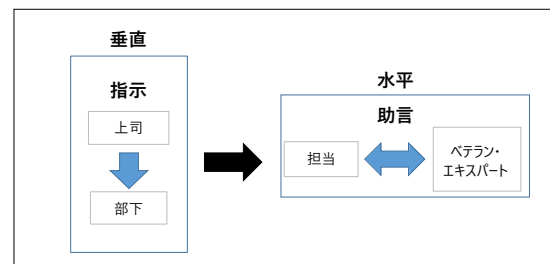 垂直
指示
上司
部下
水平
助言
担当
ベテラン・
エキスパート